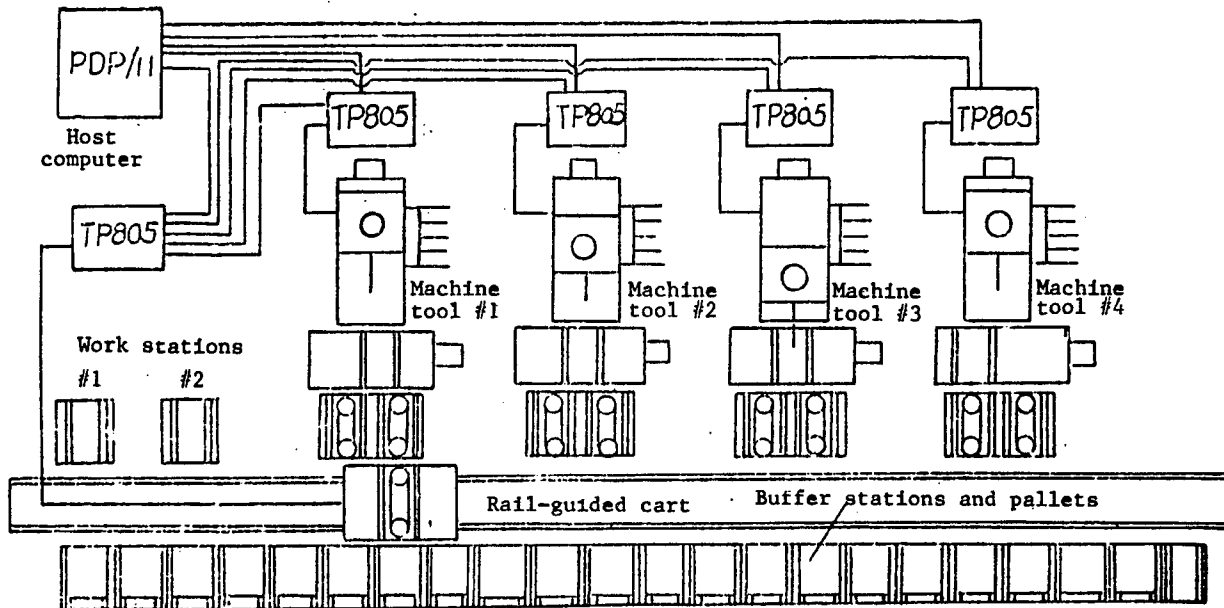 PDP/11
Host
computer
TP805
TP805
TP805
TP805
TP805
Machine
tool #1
Machine
tool #2
Machine
tool #3
Machine
tool #4
Work stations
#1 #2
Rail-guided cart
Buffer stations and pallets